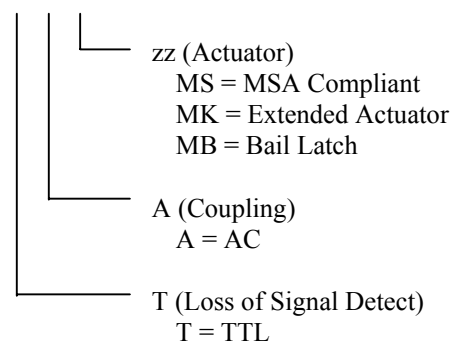 zz (Actuator)
MS = MSA Compliant
MK = Extended Actuator
MB = Bail Latch
A (Coupling)
A = AC
T (Loss of Signal Detect)
T = TTL